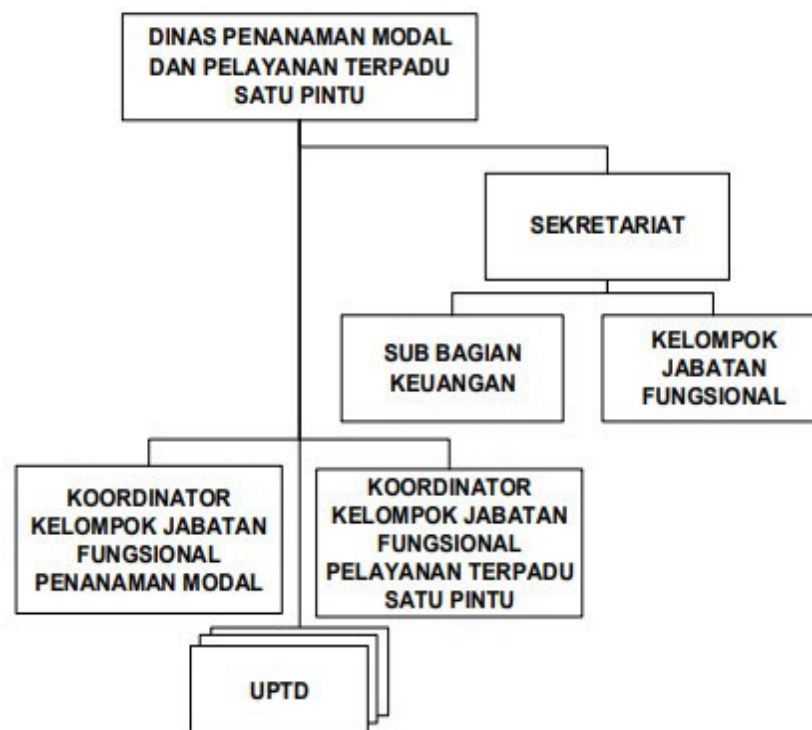 DINAS PENANAMAN MODAL
DAN PELAYANAN TERPADU
SATU PINTU
SEKRETARIAT
SUB BAGIAN
KEUANGAN
KELOMPOK
JABATAN
FUNGSIONAL
KOORDINATOR
KELOMPOK JABATAN
FUNGSIONAL
PENANAMAN MODAL
KOORDINATOR
KELOMPOK JABATAN
FUNGSIONAL
PELAYANAN TERPADU
SATU PINTU
UPTD